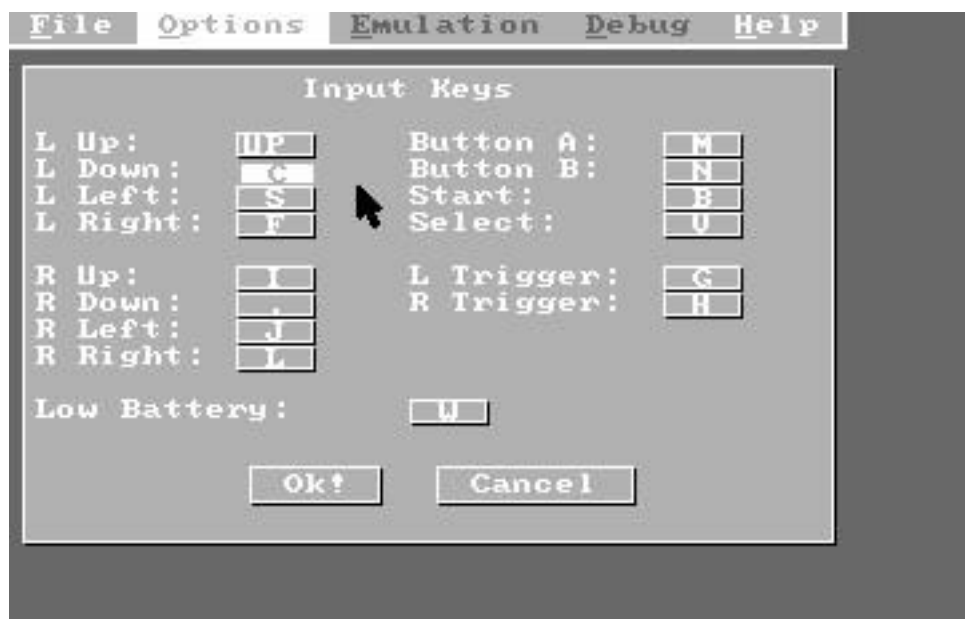 File Options Emulation Debug Help
Input Keys
L Up: UP Button A: M
L Down: C Button B: N
L Left: S Start: B
L Right: F Select: V
R Up: I L Trigger: G
R Down: . R Trigger: H
R Left: J
R Right: L
Low Battery: W
Ok! Cancel